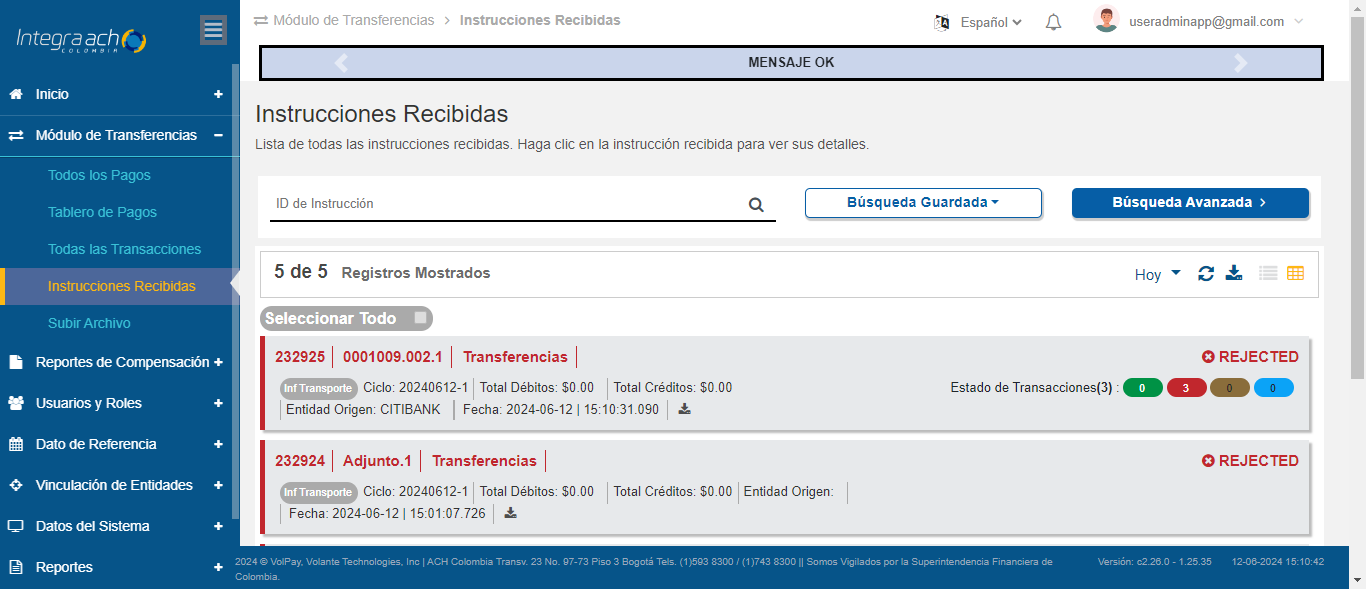 Integra ach
COLOMBIA
Módulo de Transferencias > Instrucciones Recibidas
Español
useradminapp@gmail.com
MENSAJE OK
Inicio +
Módulo de Transferencias −
Todos los Pagos
Tablero de Pagos
Todas las Transacciones
Instrucciones Recibidas
Subir Archivo
Reportes de Compensación +
Usuarios y Roles +
Dato de Referencia +
Vinculación de Entidades +
Datos del Sistema +
Reportes +
Instrucciones Recibidas
Lista de todas las instrucciones recibidas. Haga clic en la instrucción recibida para ver sus detalles.
ID de Instrucción
Búsqueda Guardada
Búsqueda Avanzada >
5 de 5 Registros Mostrados
Hoy
Seleccionar Todo
232925 | 0001009.002.1 | Transferencias |
REJECTED
Inf Transporte Ciclo: 20240612-1 | Total Débitos: $0.00 | Total Créditos: $0.00
Estado de Transacciones(3) : 0 3 0 0
| Entidad Origen: CITIBANK | Fecha: 2024-06-12 | 15:10:31.090 |
232924 | Adjunto.1 | Transferencias |
REJECTED
Inf Transporte Ciclo: 20240612-1 | Total Débitos: $0.00 | Total Créditos: $0.00 | Entidad Origen: |
| Fecha: 2024-06-12 | 15:01:07.726 |
2024 © VolPay, Volante Technologies, Inc | ACH Colombia Transv. 23 No. 97-73 Piso 3 Bogotá Tels. (1)593 8300 / (1)743 8300 || Somos Vigilados por la Superintendencia Financiera de
Colombia.
Versión: c2.26.0 - 1.25.35
12-06-2024 15:10:42